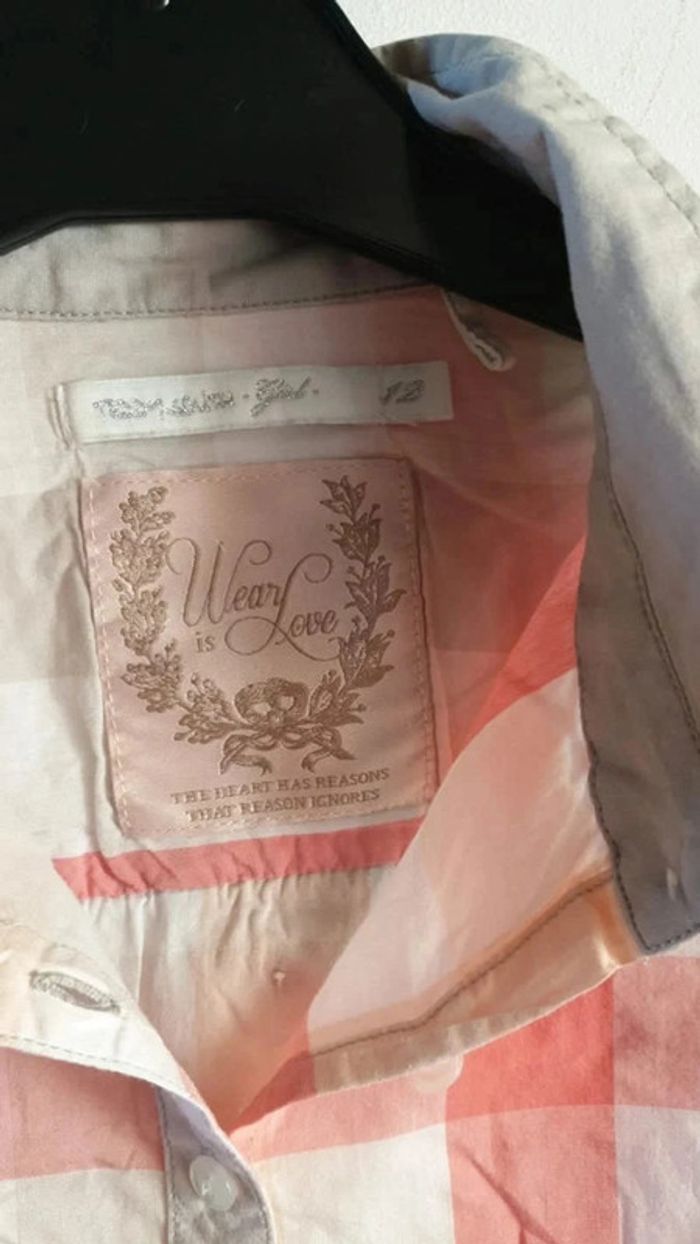 Girl · 12
Wear
is Love
THE HEART HAS REASONS
THAT REASON IGNORES